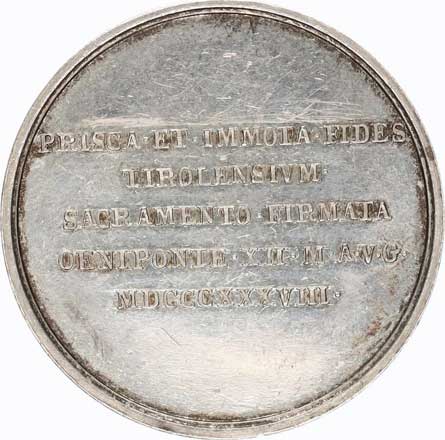 PRISCA·ET·IMMOTA·FIDES
TIROLENSIVM·
SACRAMENTO·FIRMATA
OENIPONTE·XII·M·AVG·
MDCCCXXXVIII·